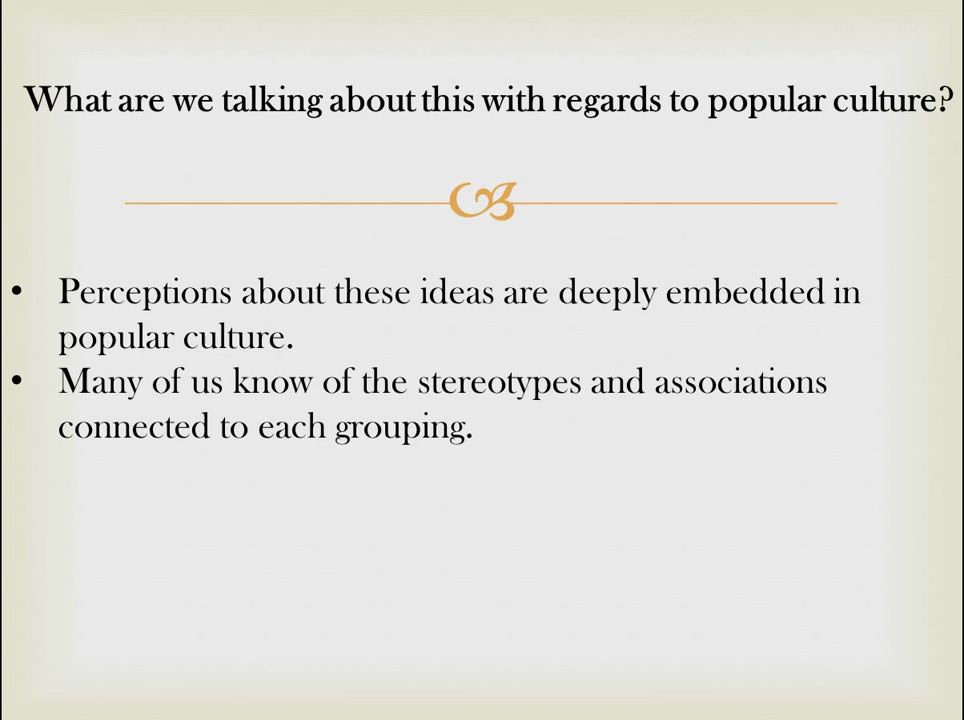 What are we talking about this with regards to popular culture?
• Perceptions about these ideas are deeply embedded in
popular culture.
• Many of us know of the stereotypes and associations
connected to each grouping.